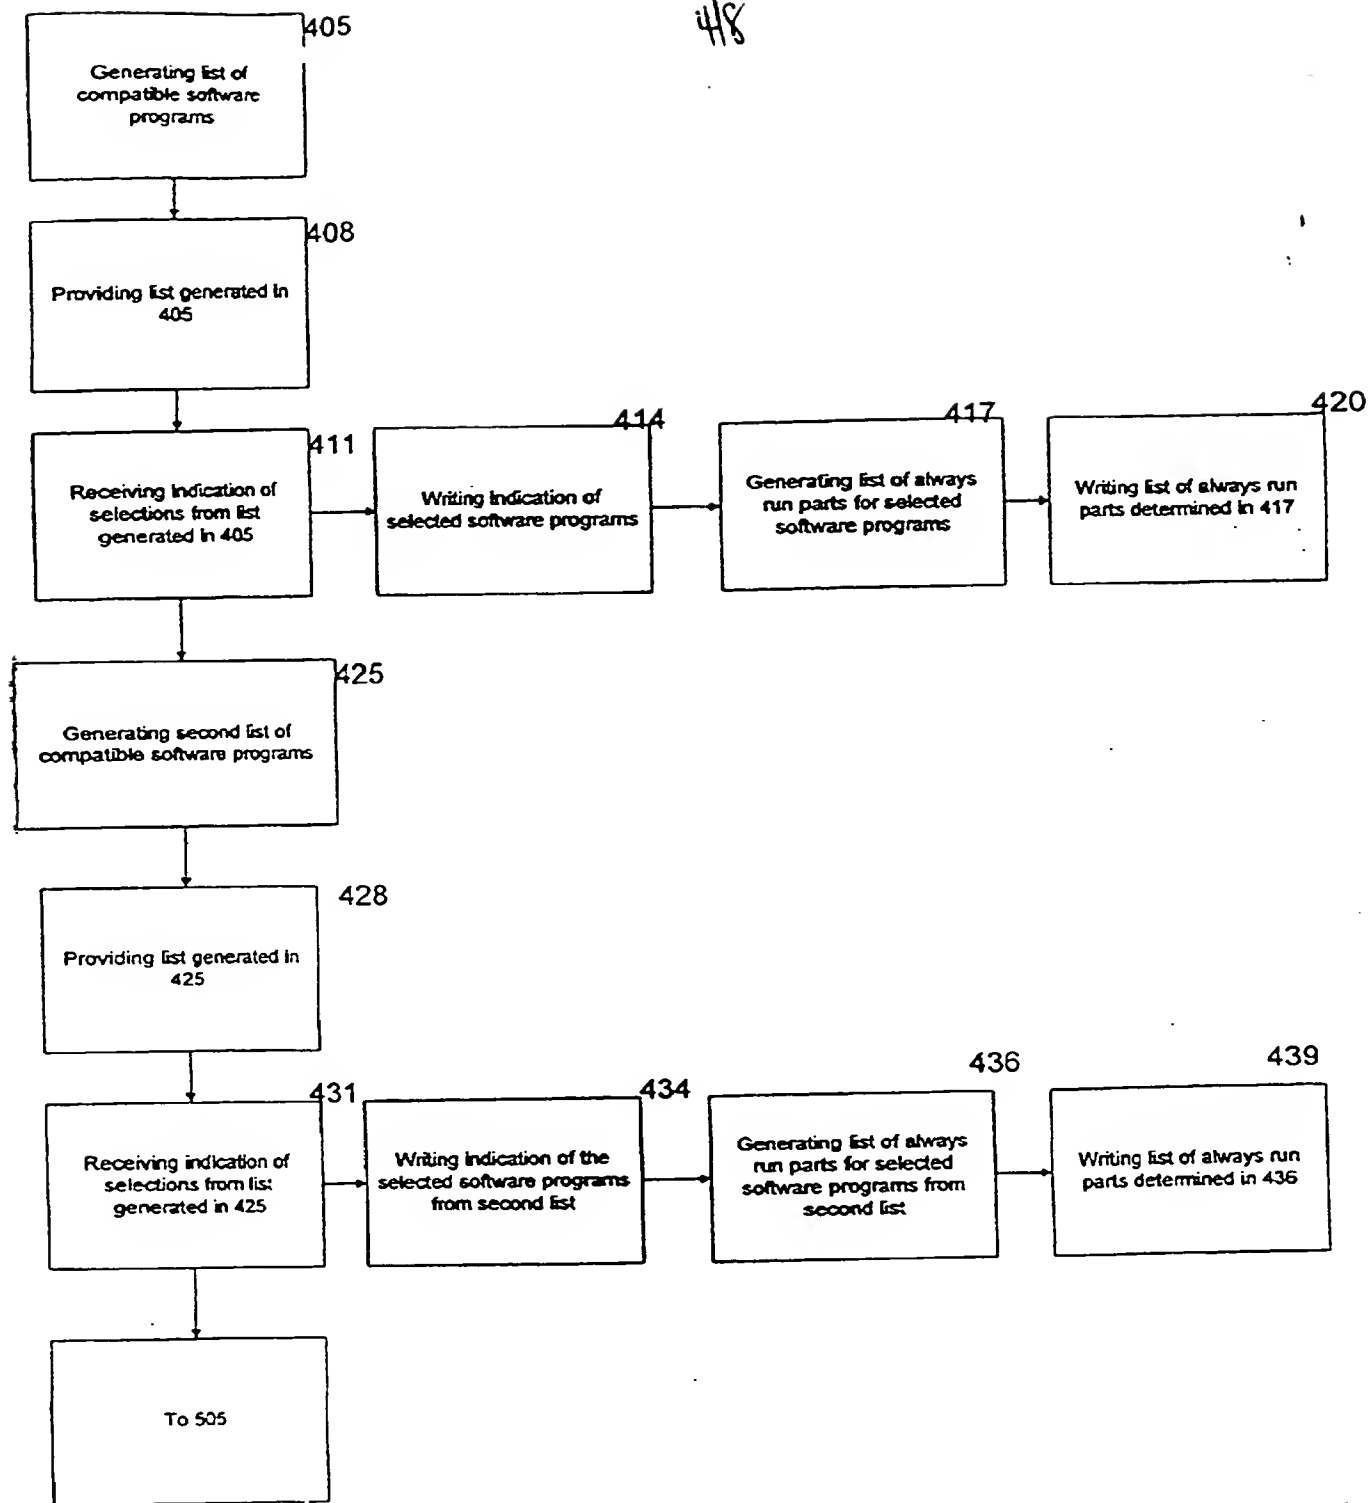 405
Generating list of
compatible software
programs
408
Providing list generated in
405
411
Receiving indication of
selections from list
generated in 405
414
Writing indication of
selected software programs
417
Generating list of always
run parts for selected
software programs
420
Writing list of always run
parts determined in 417
425
Generating second list of
compatible software programs
428
Providing list generated in
425
431
Receiving indication of
selections from list
generated in 425
434
Writing indication of the
selected software programs
from second list
436
Generating list of always
run parts for selected
software programs from
second list
439
Writing list of always run
parts determined in 436
To 505